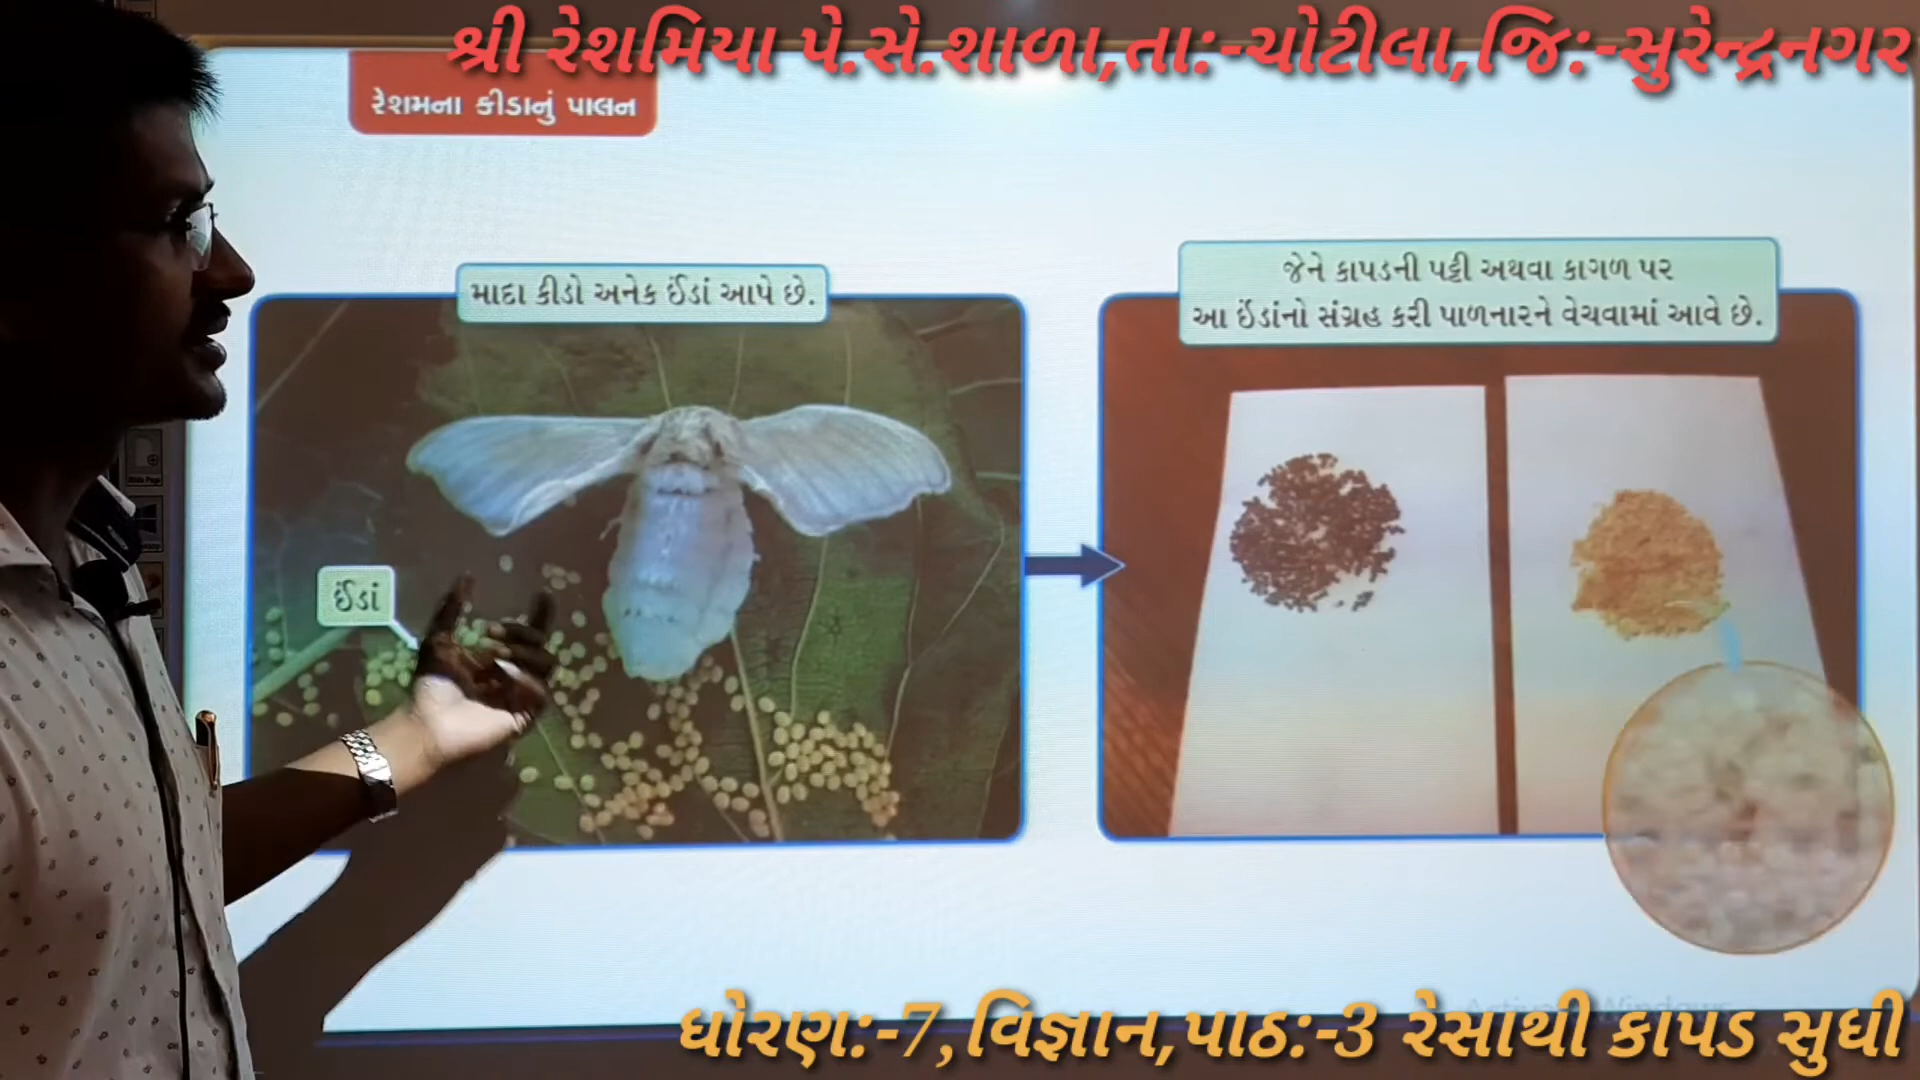 શ્રી રેશમિયા પે.સે.શાળા,તા:-ચોટીલા,જિ:-સુરેન્દ્રનગર
રેશમના કીડાનું પાલન
માદા કીડો અનેક ઈંડાં આપે છે.
જેને કાપડની પટ્ટી અથવા કાગળ પર
આ ઈંડાંનો સંગ્રહ કરી પાળનારને વેચવામાં આવે છે.
ઈંડાં
ધોરણ:-7,વિજ્ઞાન,પાઠ:-3 રેસાથી કાપડ સુધી